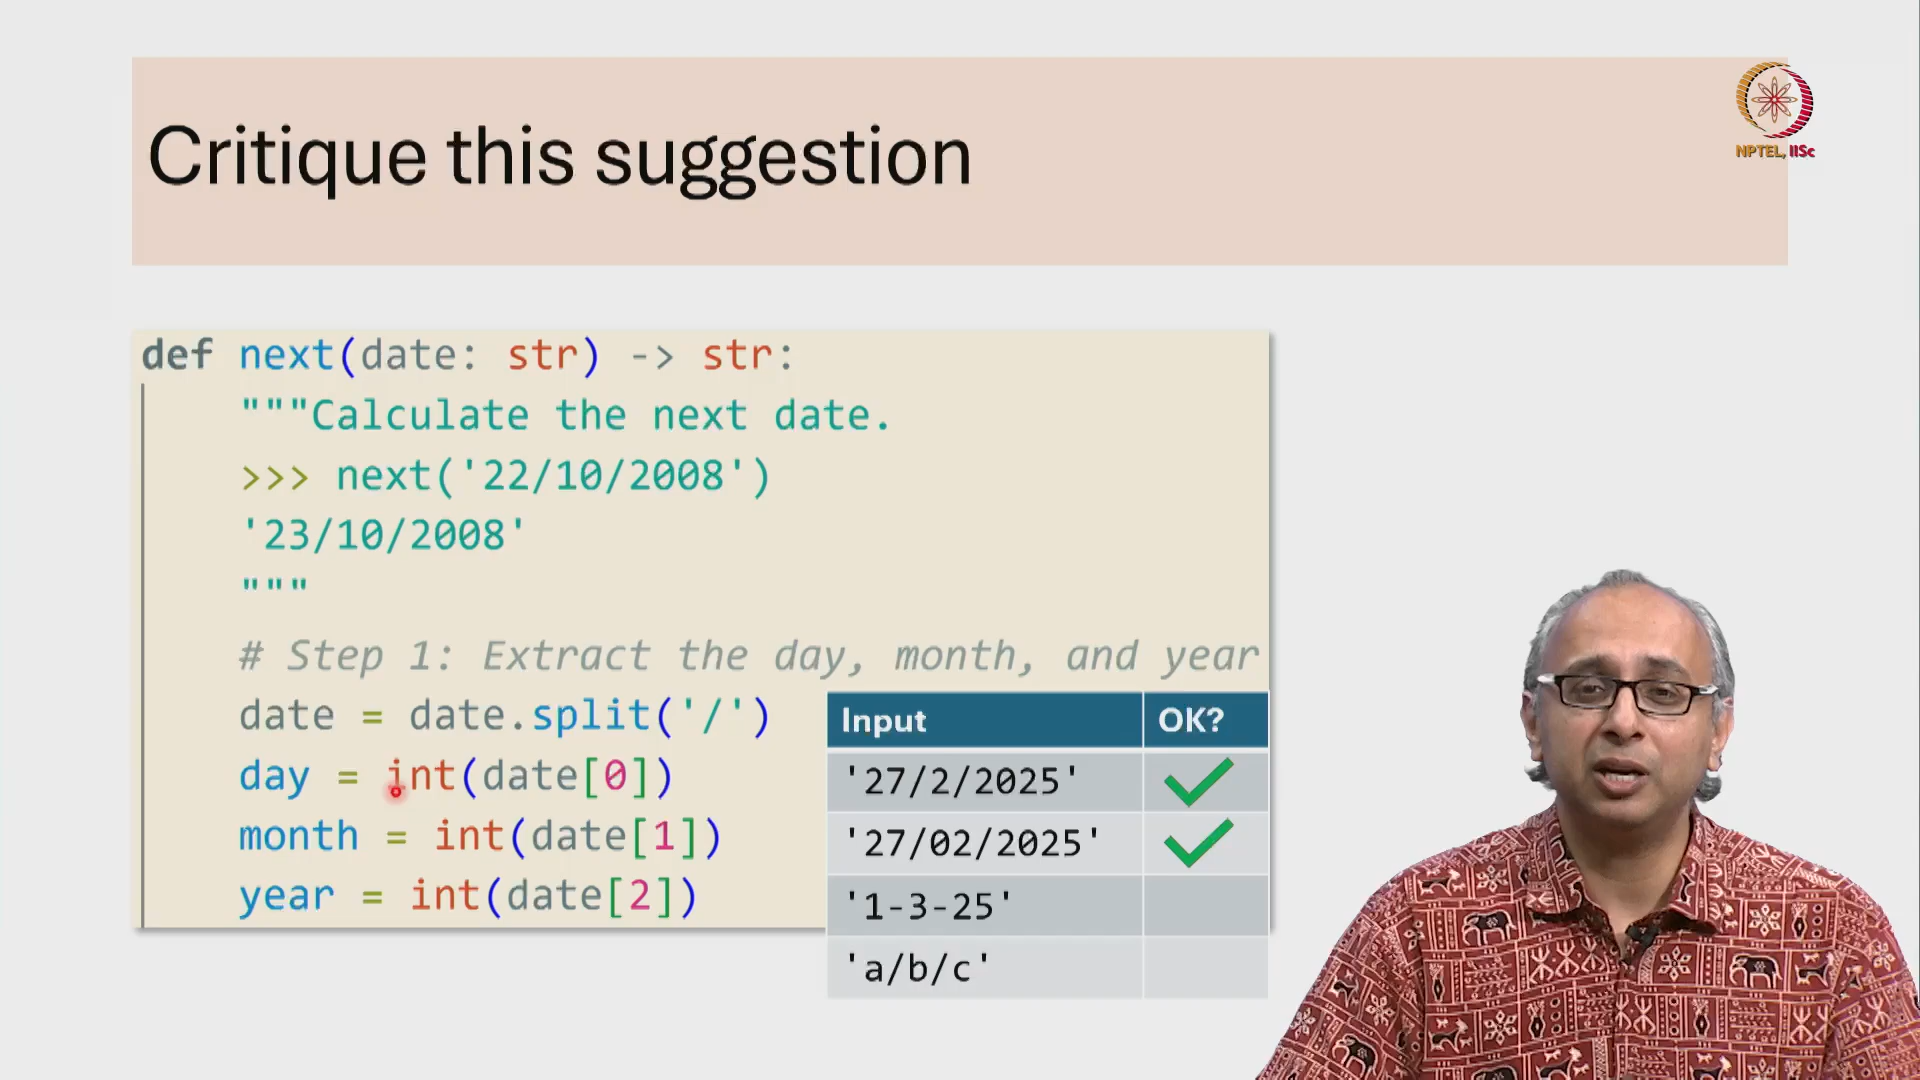 Critique this suggestion
NPTEL, IISc
def next(date: str) -> str:
"""Calculate the next date.
>>> next('22/10/2008')
'23/10/2008'
"""
# Step 1: Extract the day, month, and year
date = date.split('/')
day = int(date[0])
month = int(date[1])
year = int(date[2])
Input OK?
'27/2/2025'
'27/02/2025'
'1-3-25'
'a/b/c'